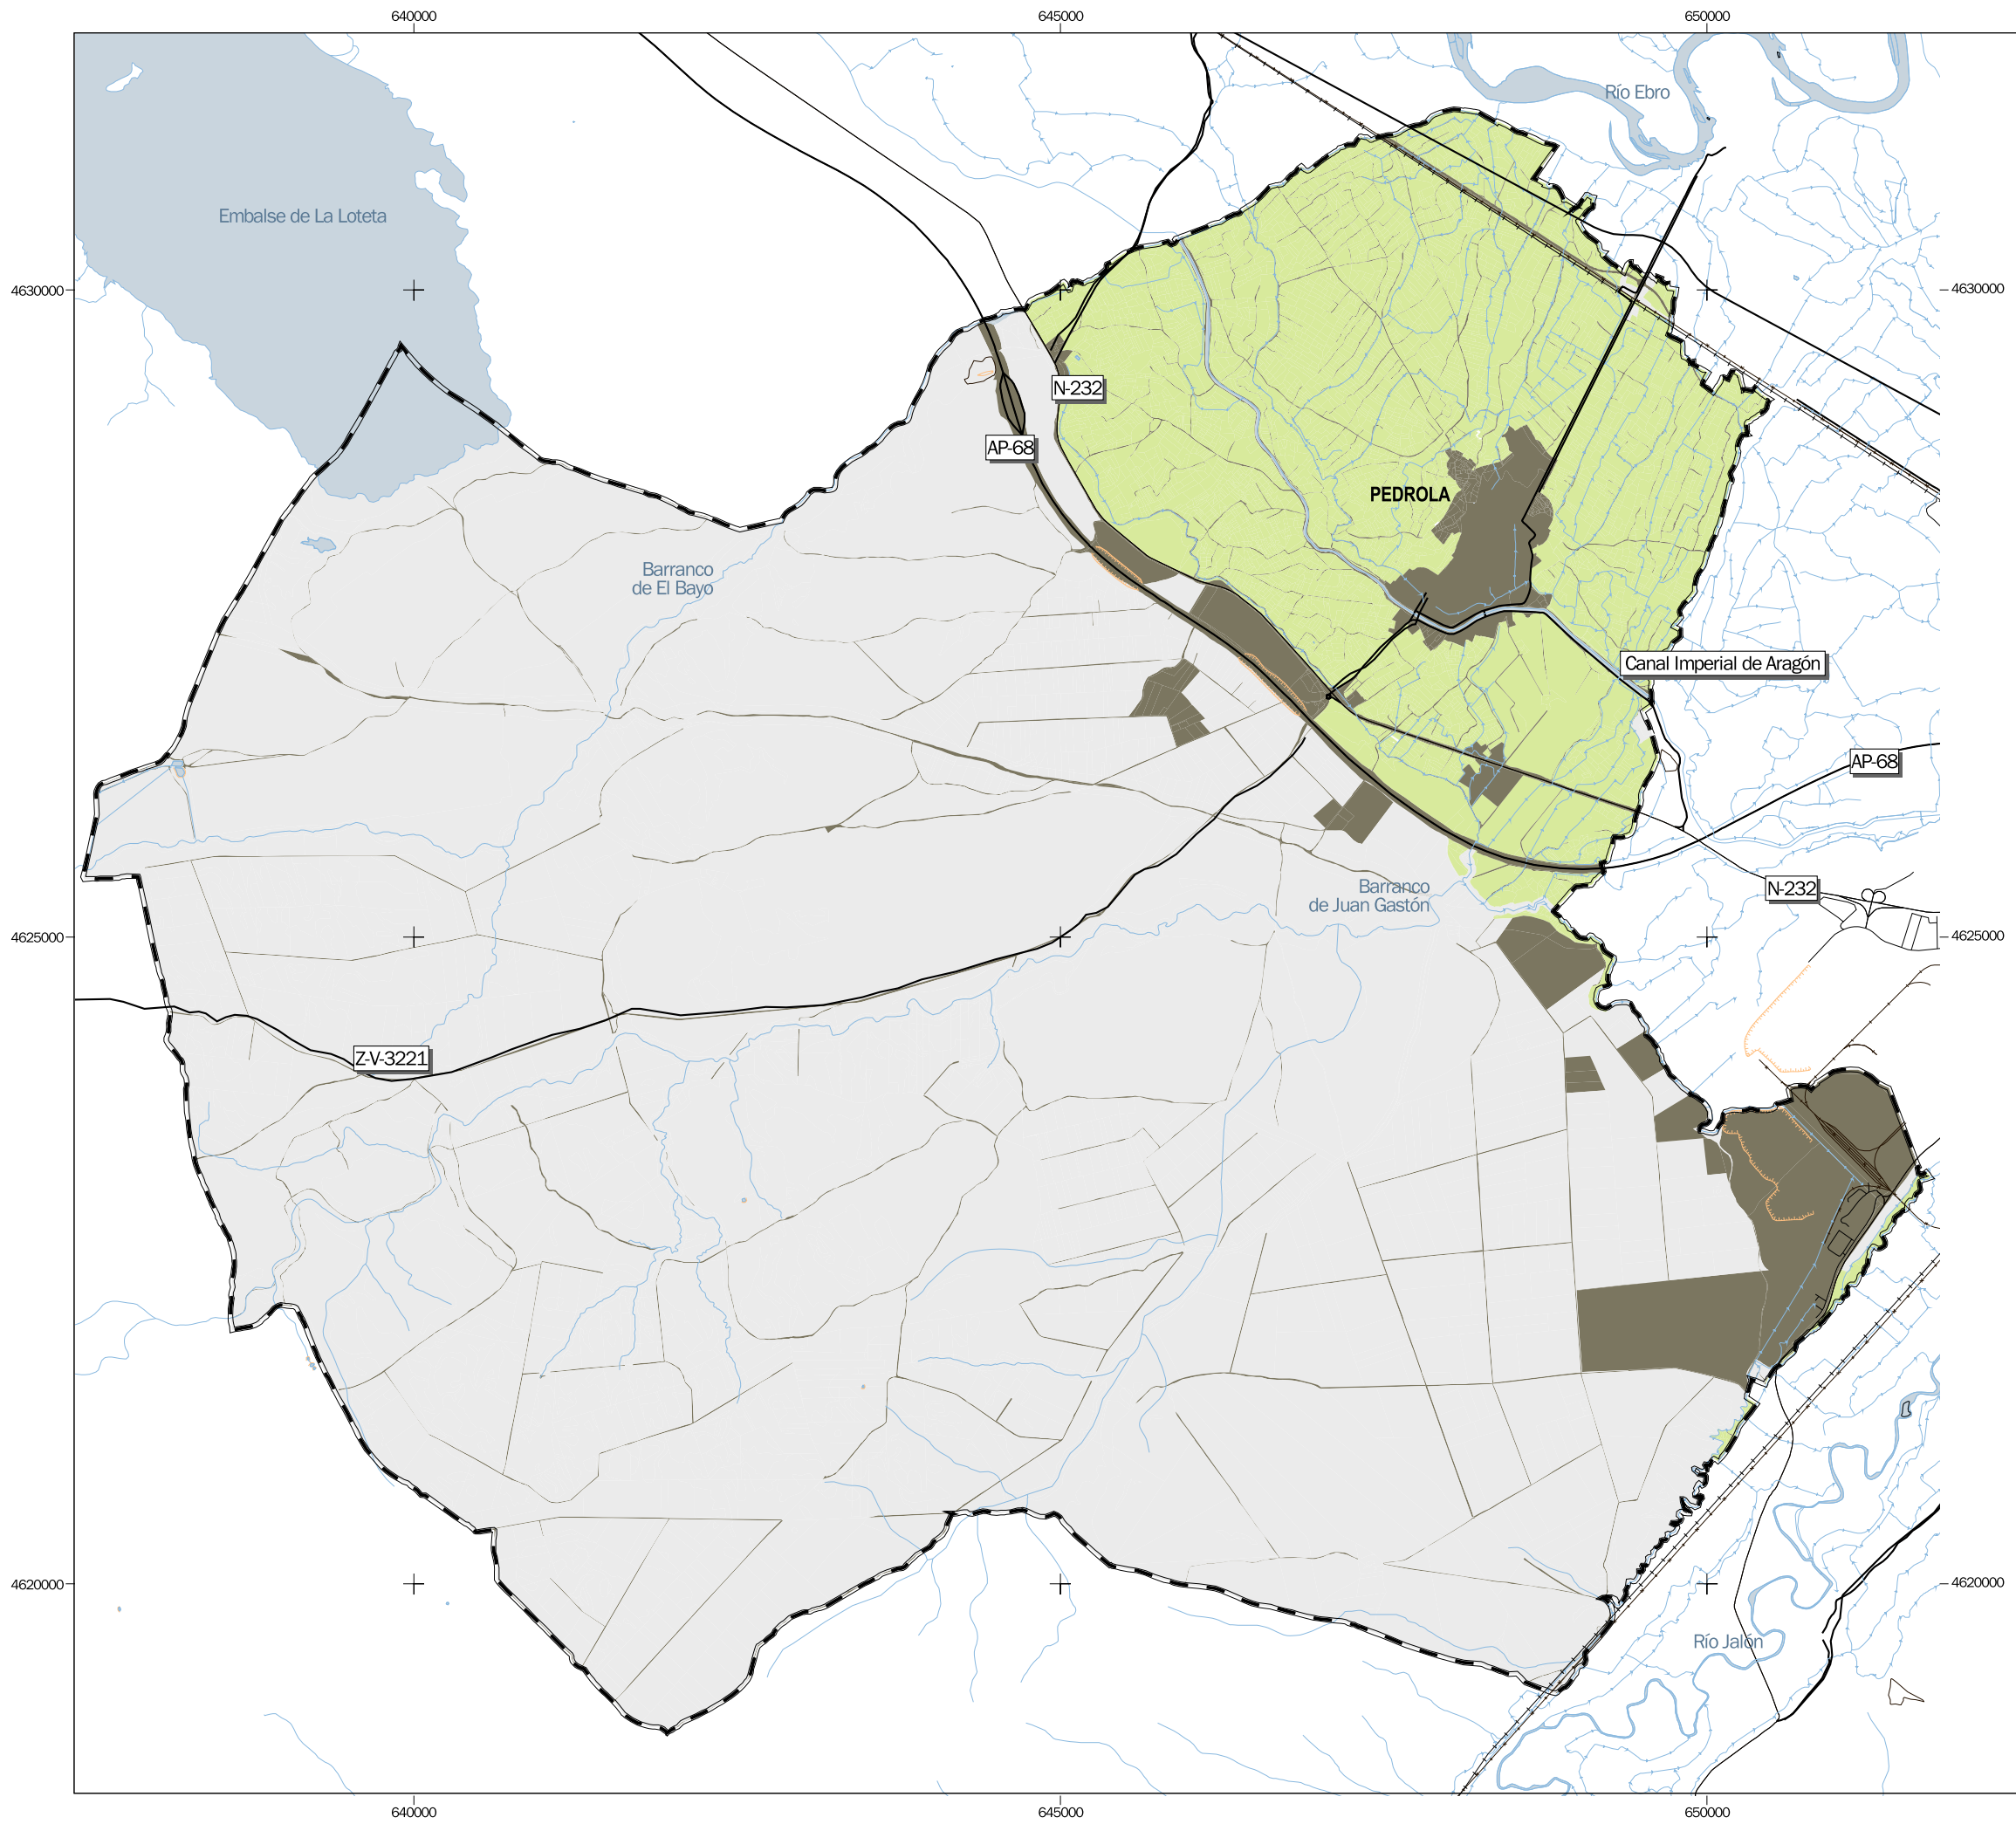 640000
645000
650000
Río Ebro
Embalse de La Loteta
4630000
4630000
N-232
AP-68
PEDROLA
Barranco
de El Bayo
Canal Imperial de Aragón
AP-68
Barranco
de Juan Gastón
N-232
4625000
4625000
Z-V-3221
4620000
4620000
Río Jalón
640000
645000
650000